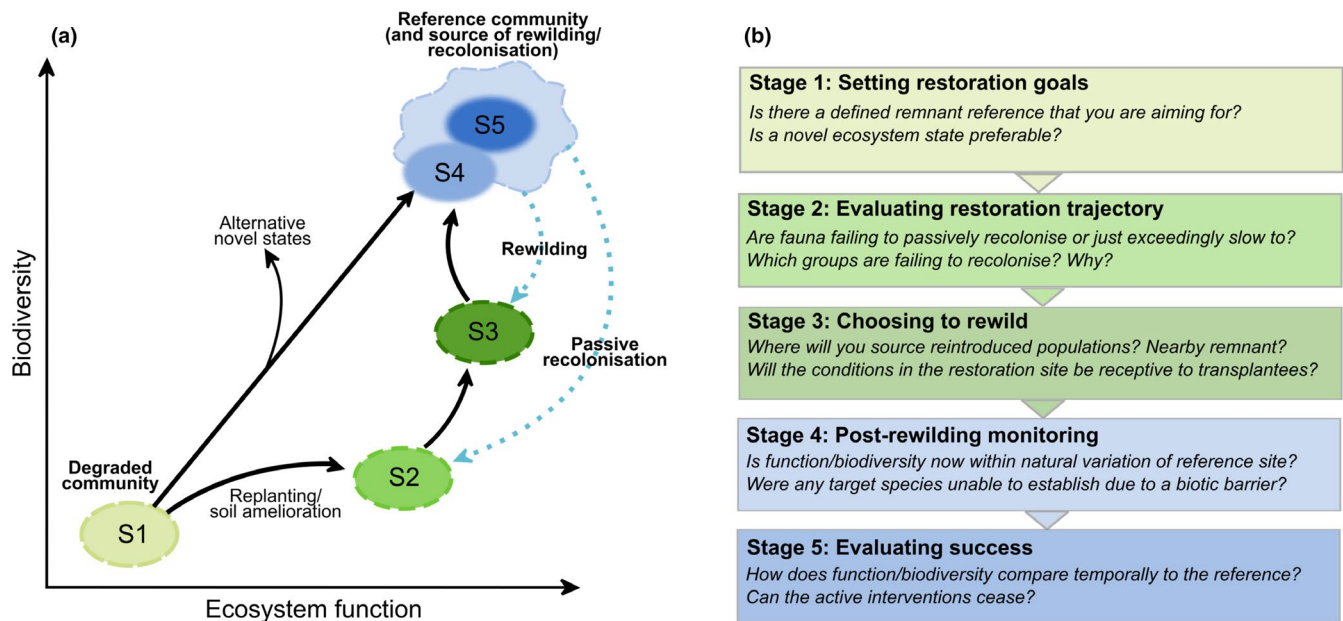 (a)
Reference community
(and source of rewilding/
recolonisation)
S5
S4
Alternative
novel states
Rewilding
S3
Passive
recolonisation
Degraded
community
S2
Replanting/
soil amelioration
S1
Biodiversity
Ecosystem function
(b)
Stage 1: Setting restoration goals
Is there a defined remnant reference that you are aiming for?
Is a novel ecosystem state preferable?
Stage 2: Evaluating restoration trajectory
Are fauna failing to passively recolonise or just exceedingly slow to?
Which groups are failing to recolonise? Why?
Stage 3: Choosing to rewild
Where will you source reintroduced populations? Nearby remnant?
Will the conditions in the restoration site be receptive to transplantees?
Stage 4: Post-rewilding monitoring
Is function/biodiversity now within natural variation of reference site?
Were any target species unable to establish due to a biotic barrier?
Stage 5: Evaluating success
How does function/biodiversity compare temporally to the reference?
Can the active interventions cease?